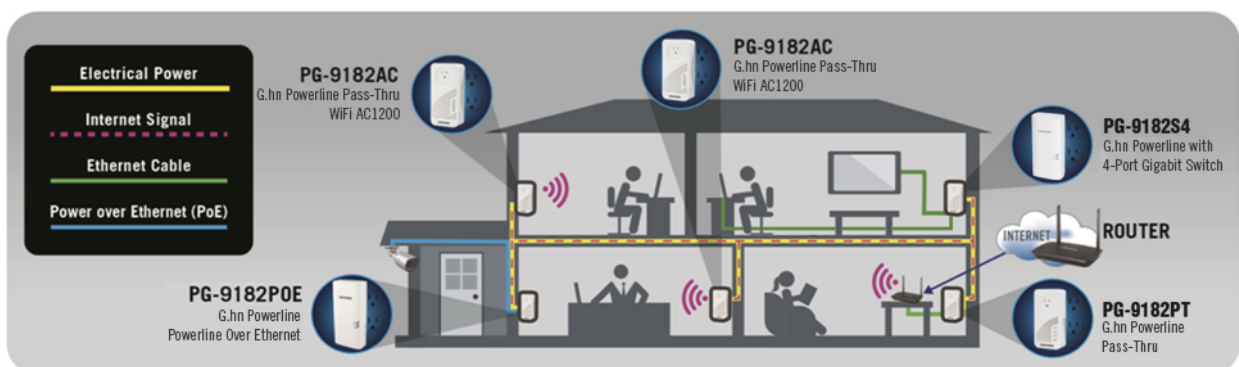 Electrical Power
Internet Signal
Ethernet Cable
Power over Ethernet (PoE)
PG-9182AC
G.hn Powerline Pass-Thru
WiFi AC1200
PG-9182AC
G.hn Powerline Pass-Thru
WiFi AC1200
PG-9182S4
G.hn Powerline with
4-Port Gigabit Switch
INTERNET
ROUTER
PG-9182POE
G.hn Powerline
Powerline Over Ethernet
PG-9182PT
G.hn Powerline
Pass-Thru